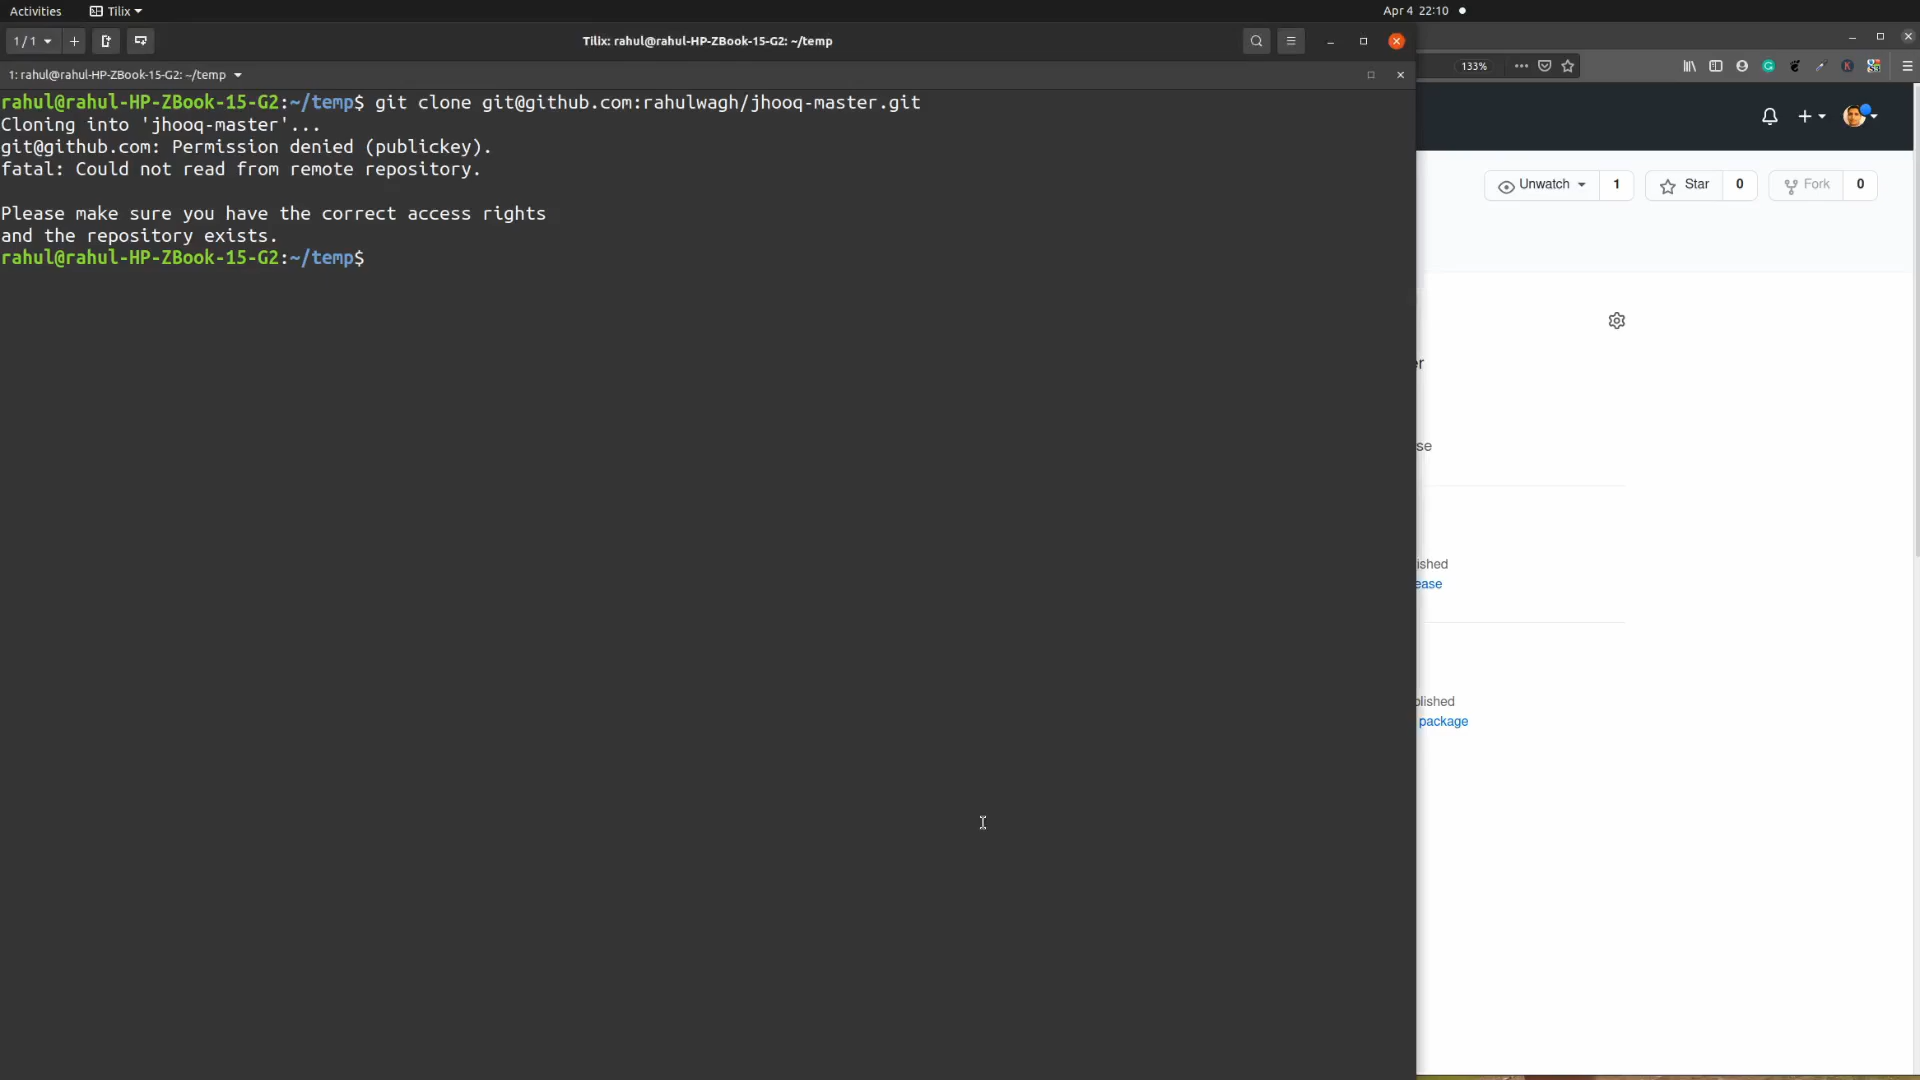 Activities Tilix Apr 4 22:10
1 / 1 Tilix: rahul@rahul-HP-ZBook-15-G2: ~/temp
133%
1: rahul@rahul-HP-ZBook-15-G2: ~/temp
rahul@rahul-HP-ZBook-15-G2:~/temp$ git clone git@github.com:rahulwagh/jhooq-master.git
Cloning into 'jhooq-master'...
git@github.com: Permission denied (publickey).
fatal: Could not read from remote repository.
Please make sure you have the correct access rights
and the repository exists.
rahul@rahul-HP-ZBook-15-G2:~/temp$
Unwatch 1 Star 0 Fork 0
er
se
ished
ease
blished
package